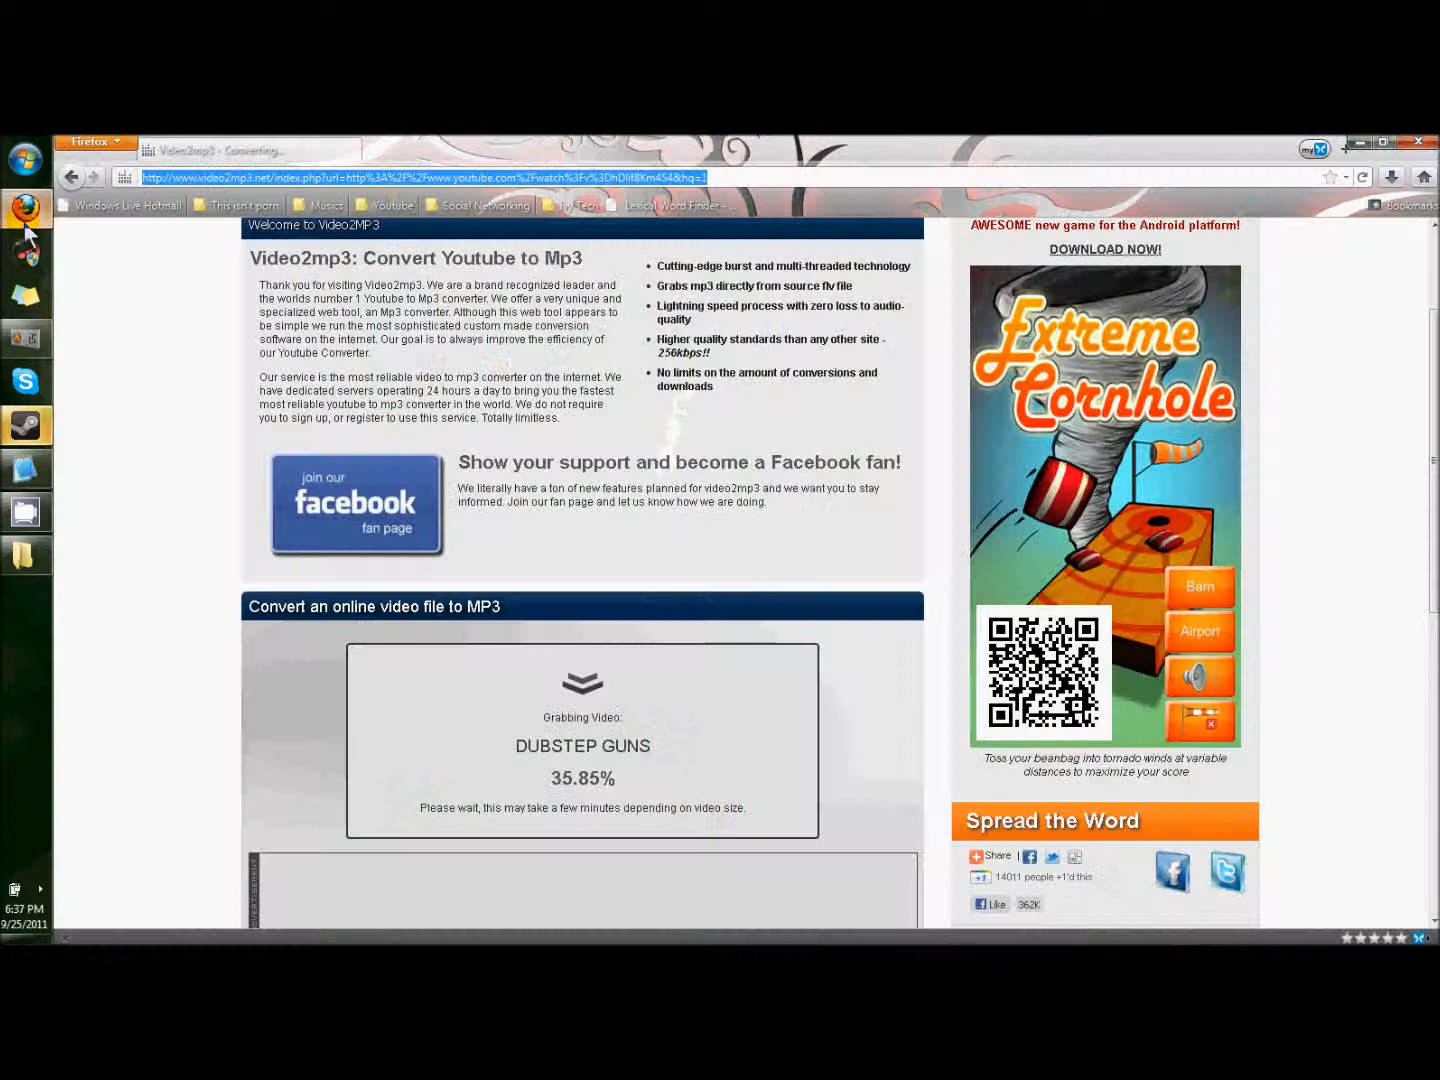 Firefox
Video2mp3 - Converting...
my
http://www.video2mp3.net/index.php?url=http%3A%2F%2Fwww.youtube.com%2Fwatch%3Fv%3DhDlif8Km4S4&hq=1
Windows Live Hotmail
This isn't porn
Musics
Youtube
Social Networking
Ivy Tech
Lexical Word Finder - ...
Bookmarks
Welcome to Video2MP3
Video2mp3: Convert Youtube to Mp3
Thank you for visiting Video2mp3. We are a brand recognized leader and
the worlds number 1 Youtube to Mp3 converter. We offer a very unique and
specialized web tool, an Mp3 converter. Although this web tool appears to
be simple we run the most sophisticated custom made conversion
software on the internet. Our goal is to always improve the efficiency of
our Youtube Converter.
Our service is the most reliable video to mp3 converter on the internet. We
have dedicated servers operating 24 hours a day to bring you the fastest
most reliable youtube to mp3 converter in the world. We do not require
you to sign up, or register to use this service. Totally limitless.
Cutting-edge burst and multi-threaded technology
Grabs mp3 directly from source flv file
Lightning speed process with zero loss to audio-
quality
Higher quality standards than any other site -
256kbps!!
No limits on the amount of conversions and
downloads
join our
facebook
fan page
Show your support and become a Facebook fan!
We literally have a ton of new features planned for video2mp3 and we want you to stay
informed. Join our fan page and let us know how we are doing.
Convert an online video file to MP3
Grabbing Video:
DUBSTEP GUNS
35.85%
Please wait, this may take a few minutes depending on video size.
AWESOME new game for the Android platform!
DOWNLOAD NOW!
Extreme
Cornhole
Barn
Airport
Toss your beanbag into tornado winds at variable
distances to maximize your score
Spread the Word
Share
+1
14011 people +1'd this
Like
362K
6:37 PM
9/25/2011